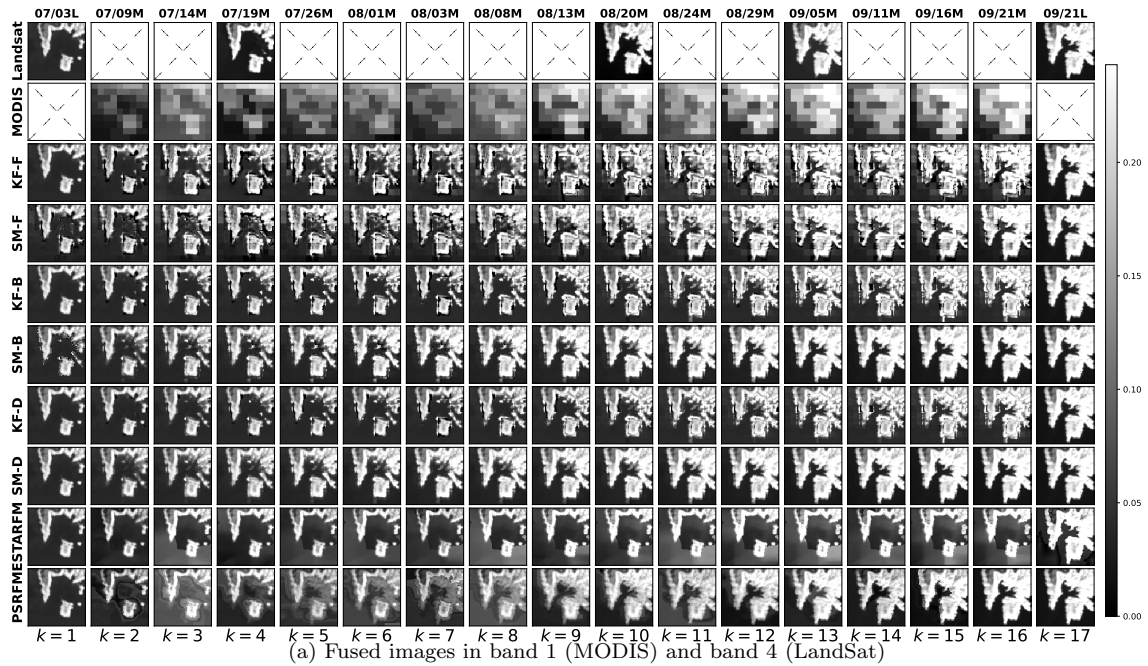 07/03L 07/09M 07/14M 07/19M 07/26M 08/01M 08/03M 08/08M 08/13M 08/20M 08/24M 08/29M 09/05M 09/11M 09/16M 09/21M 09/21L
Landsat
MODIS
KF-F
SM-F
KF-B
SM-B
KF-D
SM-D
ESTARFM
PSRFM
0.20
0.15
0.10
0.05
0.00
k = 1 k = 2 k = 3 k = 4 k = 5 k = 6 k = 7 k = 8 k = 9 k = 10 k = 11 k = 12 k = 13 k = 14 k = 15 k = 16 k = 17
(a) Fused images in band 1 (MODIS) and band 4 (LandSat)